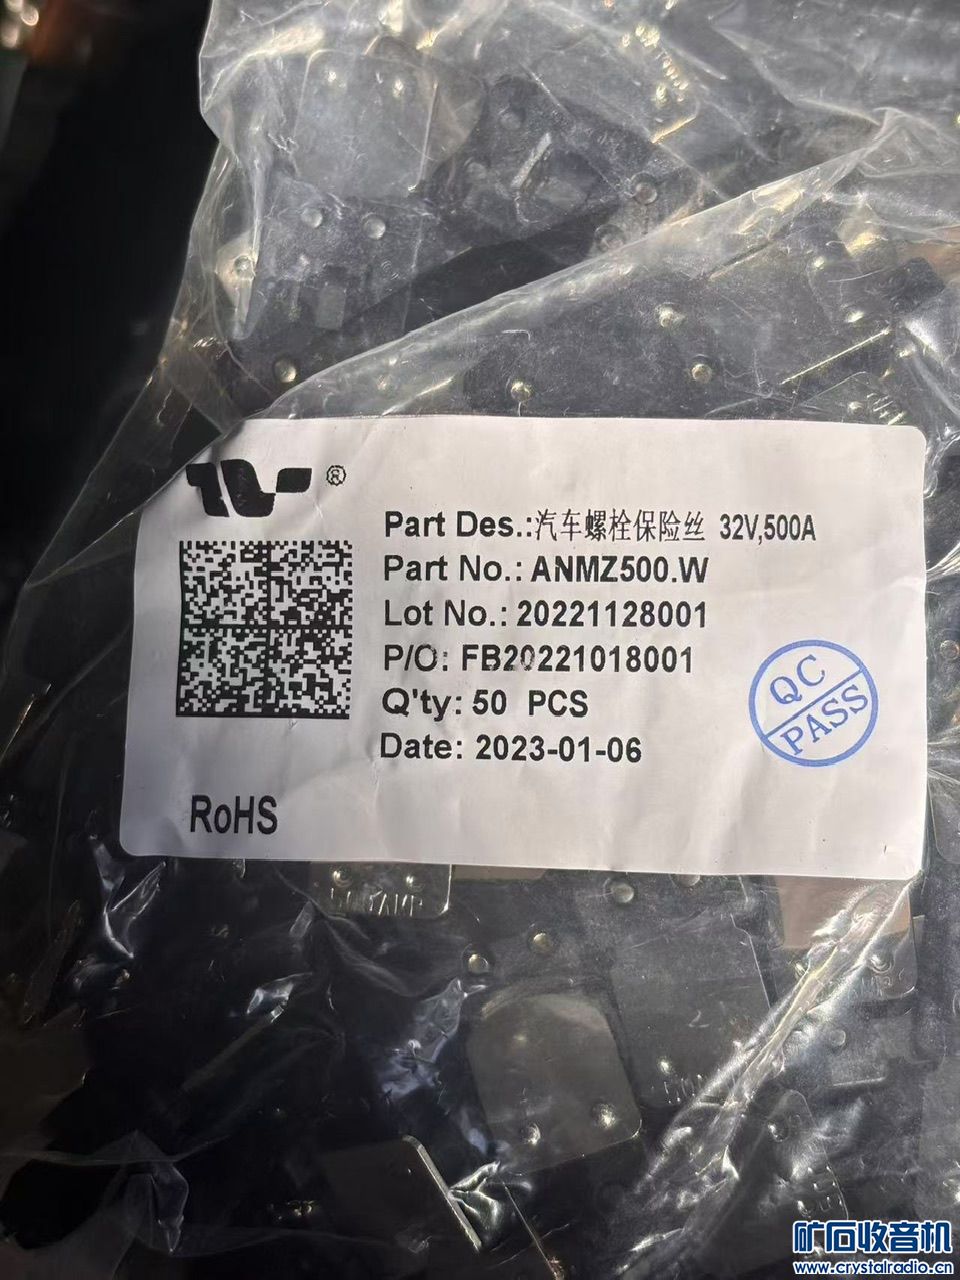 ®
Part Des.:汽车螺栓保险丝 32V,500A
Part No.: ANMZ500.W
Lot No.: 20221128001
P/O: FB20221018001
Q'ty: 50 PCS
Date: 2023-01-06
QC
PASS
RoHS
矿石收音机
www.crystalradio.cn